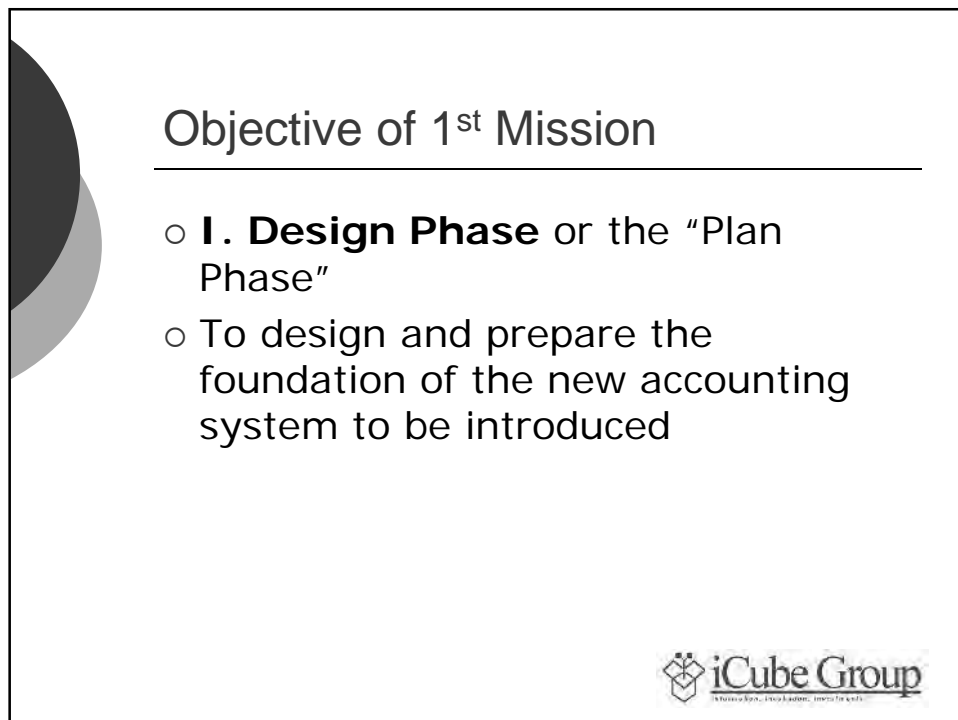 Objective of 1st Mission
I. Design Phase or the "Plan
Phase"
To design and prepare the
foundation of the new accounting
system to be introduced
iCube Group